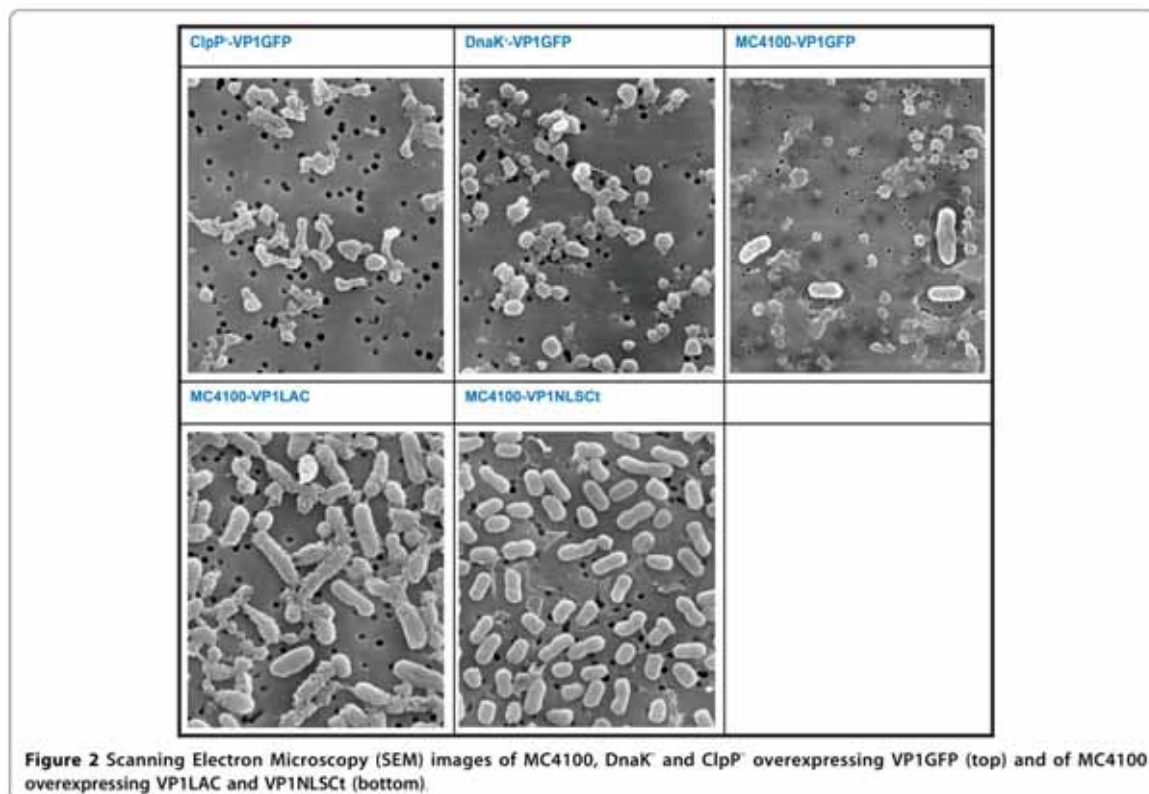 ClpP⁻-VP1GFP DnaK⁻-VP1GFP MC4100-VP1GFP
MC4100-VP1LAC MC4100-VP1NLSCt
Figure 2 Scanning Electron Microscopy (SEM) images of MC4100, DnaK⁻ and ClpP⁻ overexpressing VP1GFP (top) and of MC4100
overexpressing VP1LAC and VP1NLSCt (bottom).